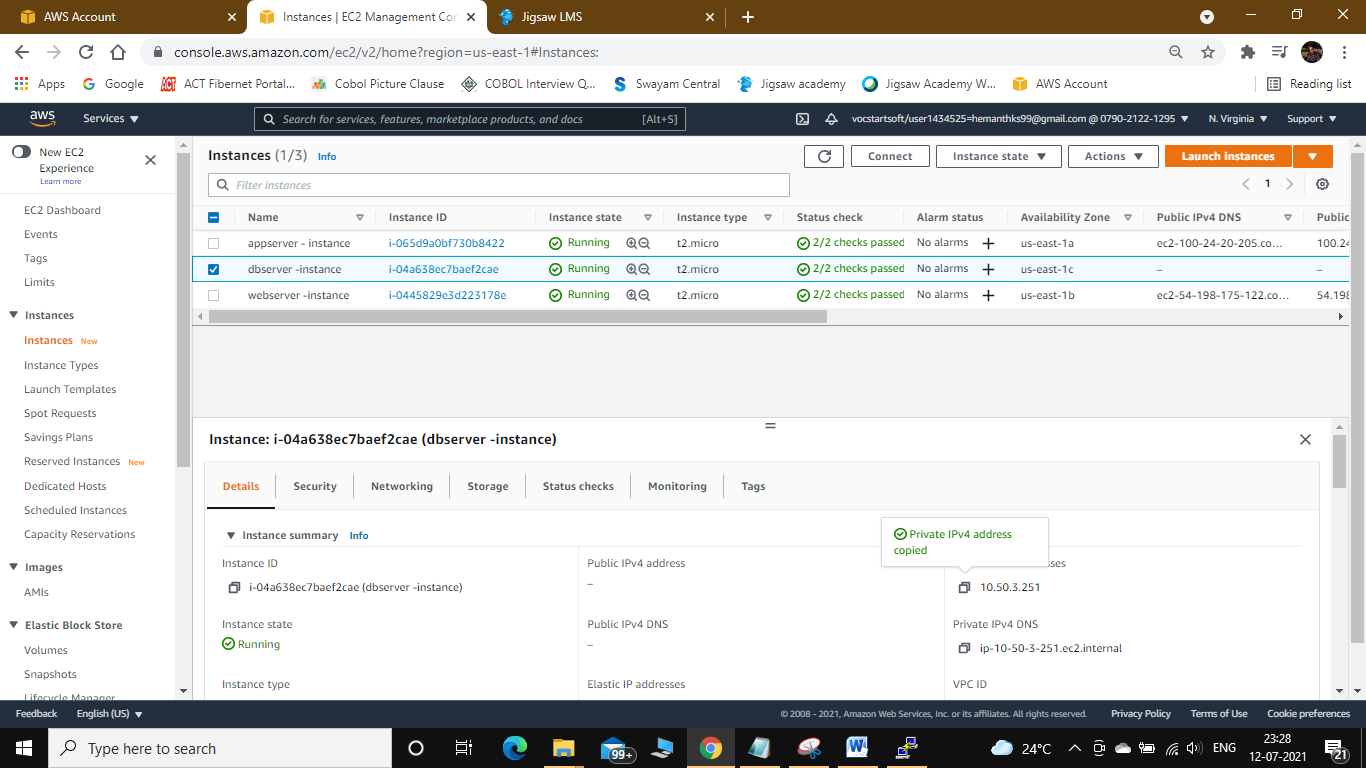 AWS Account
Instances | EC2 Management Con
Jigsaw LMS
console.aws.amazon.com/ec2/v2/home?region=us-east-1#Instances:
Apps
Google
ACT Fibernet Portal...
Cobol Picture Clause
COBOL Interview Q...
Swayam Central
Jigsaw academy
Jigsaw Academy W...
AWS Account
Reading list
aws
Services
Search for services, features, marketplace products, and docs
[Alt+S]
vocstartsoft/user1434525=hemanthks99@gmail.com @ 0790-2122-1295
N. Virginia
Support
New EC2
Experience
Learn more
EC2 Dashboard
Events
Tags
Limits
Instances
Instances New
Instance Types
Launch Templates
Spot Requests
Savings Plans
Reserved Instances New
Dedicated Hosts
Scheduled Instances
Capacity Reservations
Images
AMIs
Elastic Block Store
Volumes
Snapshots
Lifecycle Manager
Instances (1/3) Info
Connect
Instance state
Actions
Launch instances
Filter instances
1
Name Instance ID Instance state Instance type Status check Alarm status Availability Zone Public IPv4 DNS Public
appserver - instance i-065d9a0bf730b8422 Running t2.micro 2/2 checks passed No alarms + us-east-1a ec2-100-24-20-205.co... 100.24
dbserver -instance i-04a638ec7baef2cae Running t2.micro 2/2 checks passed No alarms + us-east-1c – –
webserver -instance i-0445829e3d223178e Running t2.micro 2/2 checks passed No alarms + us-east-1b ec2-54-198-175-122.co... 54.198
Instance: i-04a638ec7baef2cae (dbserver -instance)
Details
Security
Networking
Storage
Status checks
Monitoring
Tags
Instance summary Info
Private IPv4 address
copied
Instance ID
i-04a638ec7baef2cae (dbserver -instance)
Public IPv4 address
–
esses
10.50.3.251
Instance state
Running
Public IPv4 DNS
–
Private IPv4 DNS
ip-10-50-3-251.ec2.internal
Instance type
Elastic IP addresses
VPC ID
Feedback
English (US)
© 2008 - 2021, Amazon Web Services, Inc. or its affiliates. All rights reserved.
Privacy Policy
Terms of Use
Cookie preferences
Type here to search
99+
W
24°C
ENG
23:28
12-07-2021
21